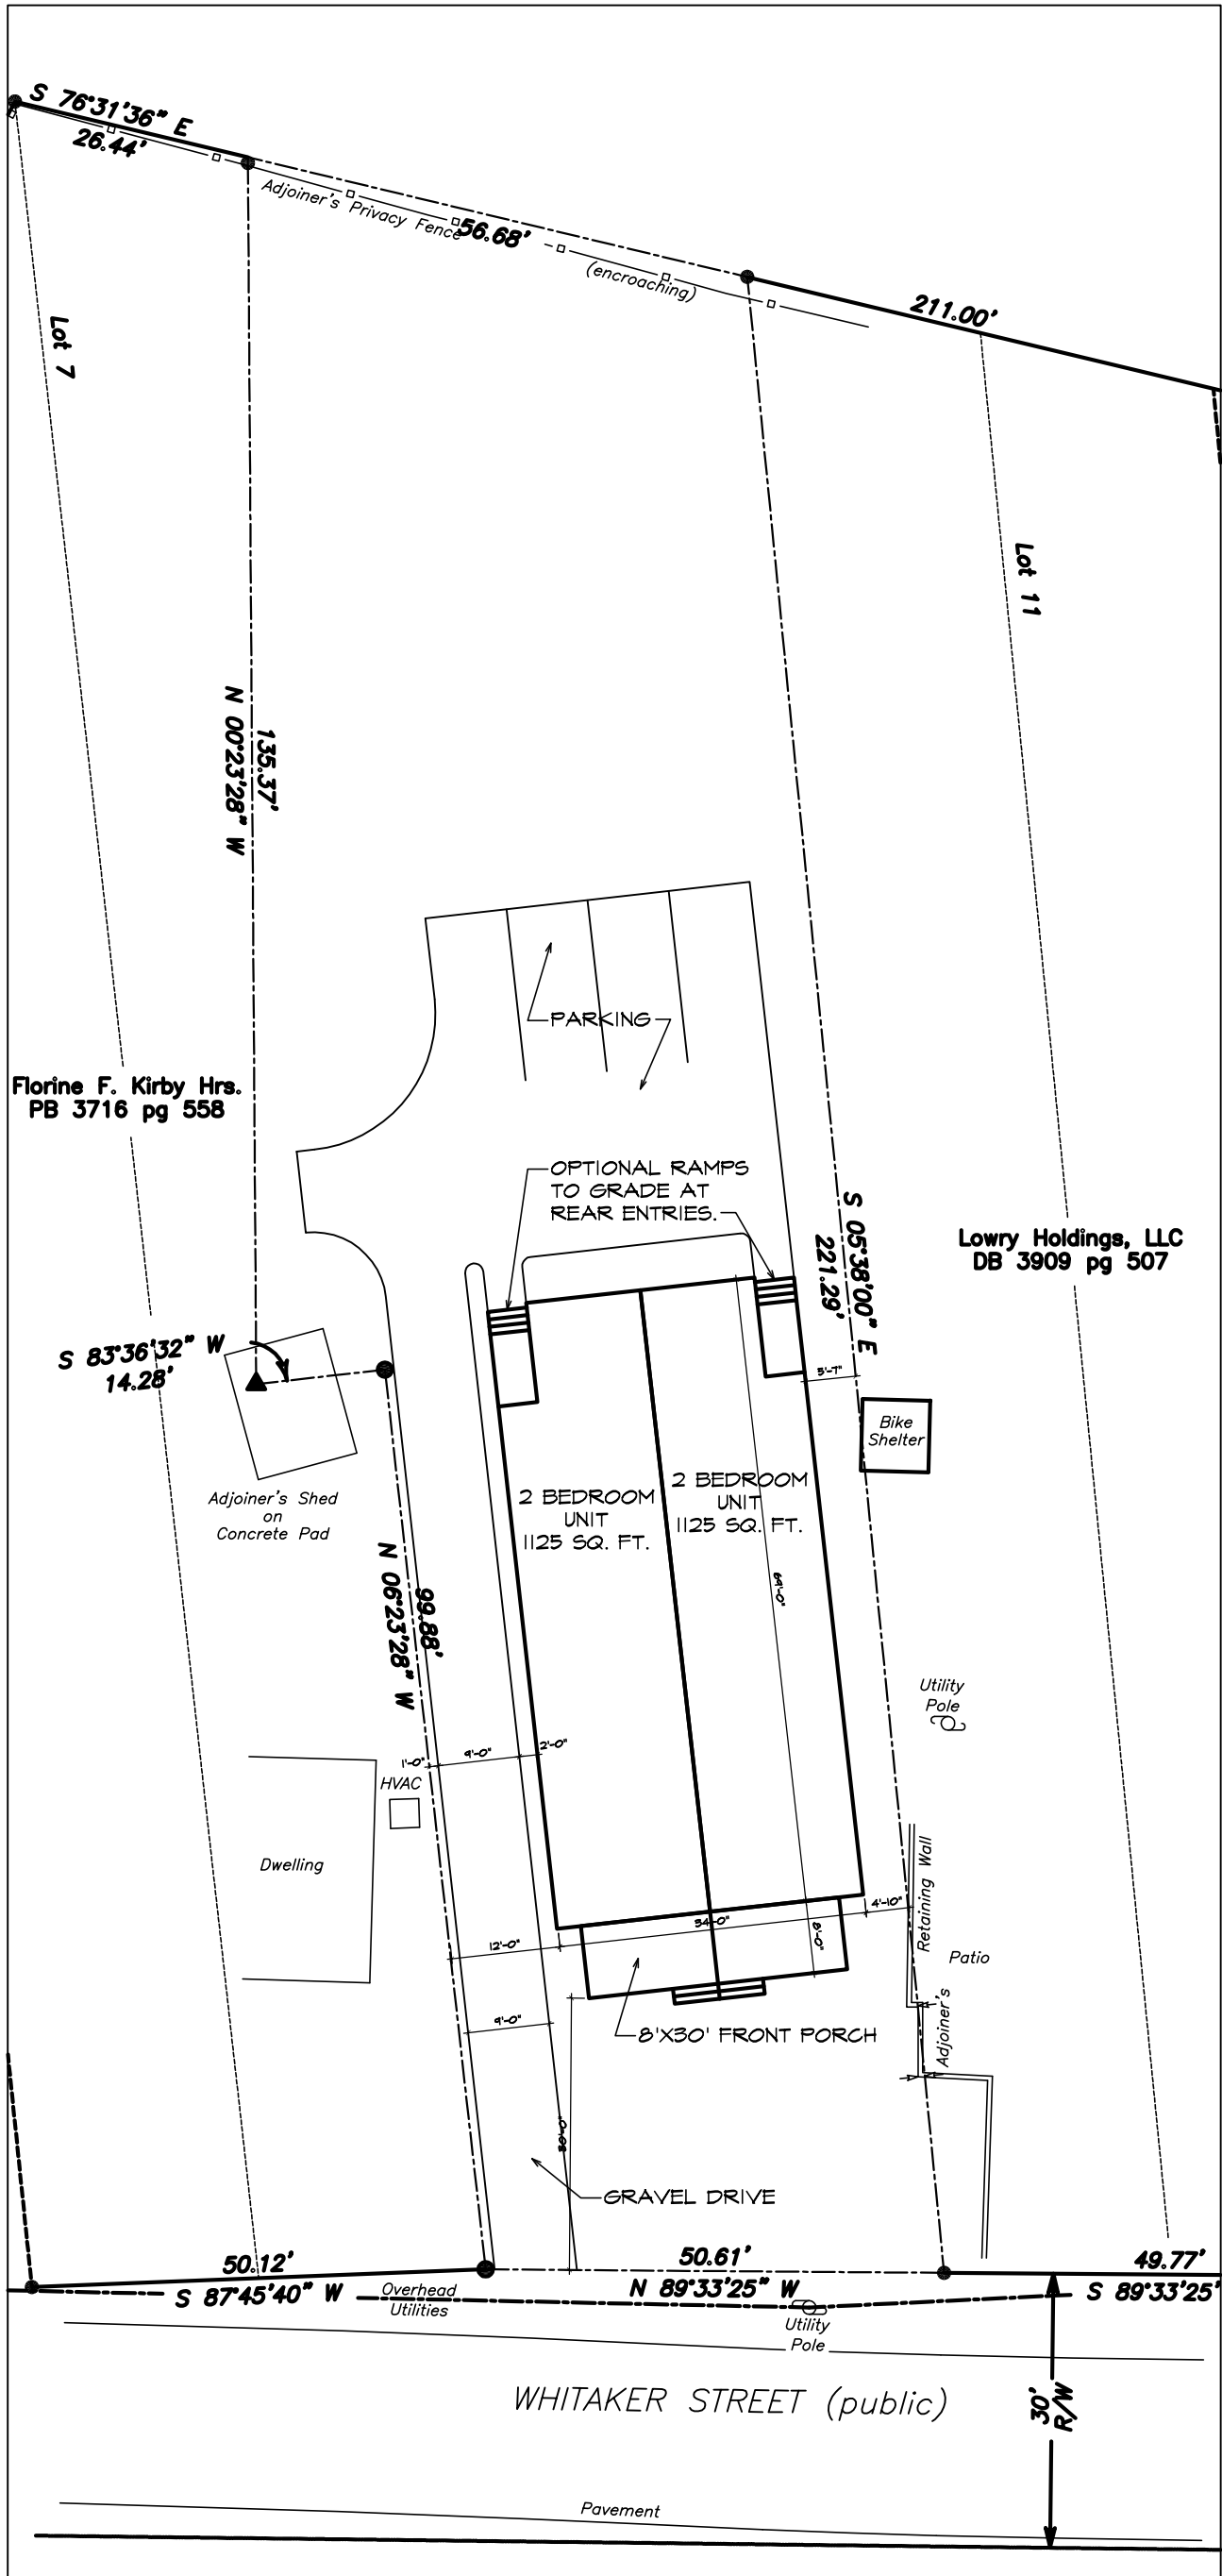 S 76°31'36" E
26.44'
Adjoiner's Privacy Fence
56.68'
(encroaching)
211.00'
Lot 7
Lot 11
135.37'
N 00°23'28" W
PARKING
Florine F. Kirby Hrs.
PB 3716 pg 558
OPTIONAL RAMPS
TO GRADE AT
REAR ENTRIES.
S 05°38'00" E
221.29'
Lowry Holdings, LLC
DB 3909 pg 507
S 83°36'32" W
14.28'
5'-7"
Bike
Shelter
Adjoiner's Shed
on
Concrete Pad
2 BEDROOM
UNIT
1125 SQ. FT.
2 BEDROOM
UNIT
1125 SQ. FT.
69'-0"
99.88'
N 06°23'28" W
Utility
Pole
1'-0"
9'-0"
2'-0"
HVAC
Dwelling
Retaining Wall
4'-10"
34'-0"
8'-0"
12'-0"
Patio
Adjoiner's
9'-0"
8'X30' FRONT PORCH
30'-0"
GRAVEL DRIVE
50.12'
50.61'
49.77'
S 87°45'40" W
Overhead
Utilities
N 89°33'25" W
S 89°33'25"
Utility
Pole
WHITAKER STREET (public)
30'
R/W
Pavement